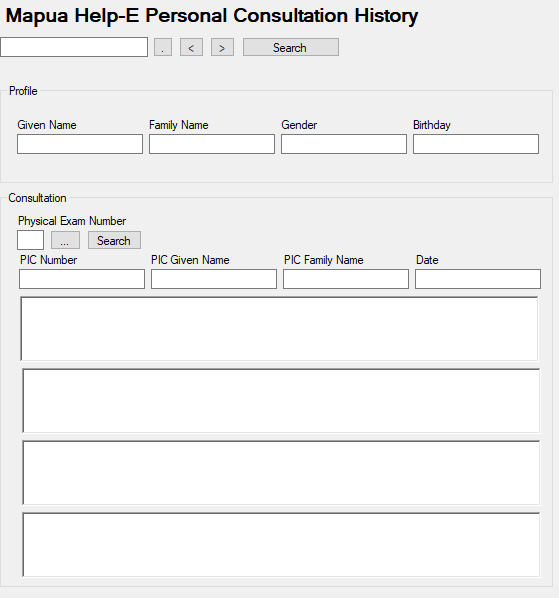 Mapua Help-E Personal Consultation History
. < > Search
Profile
Given Name Family Name Gender Birthday
Consultation
Physical Exam Number
... Search
PIC Number PIC Given Name PIC Family Name Date